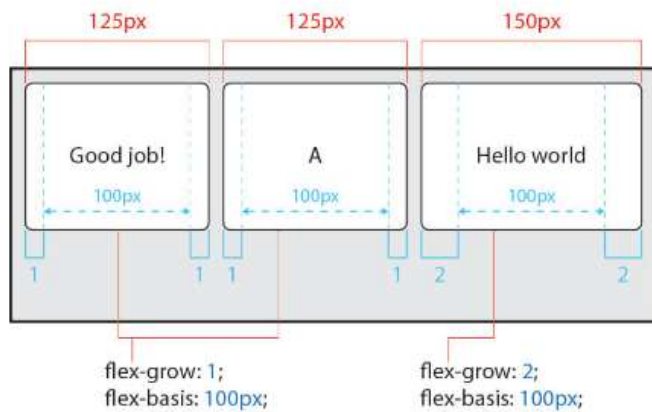 125px 125px 150px
Good job! A Hello world
100px 100px 100px
1 1 1 1 2 2
flex-grow: 1; flex-grow: 2;
flex-basis: 100px; flex-basis: 100px;